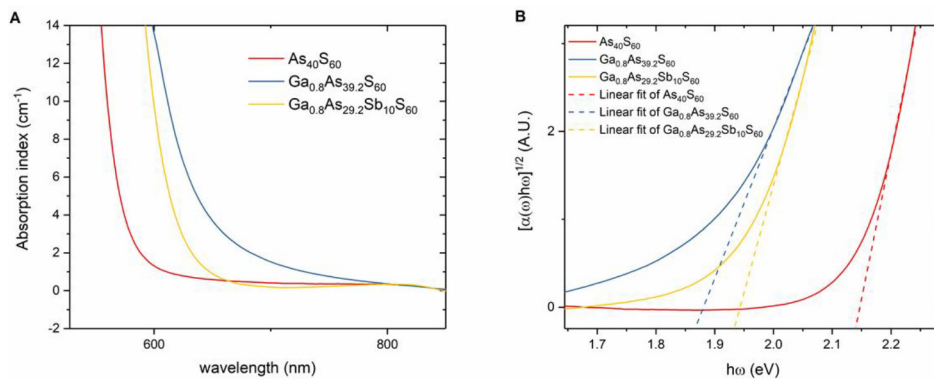 A
14
12
10
8
6
4
2
0
-2
Absorption index (cm⁻¹)
As₄₀S₆₀
Ga₀.₈As₃₉.₂S₆₀
Ga₀.₈As₂₉.₂Sb₁₀S₆₀
600
800
wavelength (nm)
B
As₄₀S₆₀
Ga₀.₈As₃₉.₂S₆₀
Ga₀.₈As₂₉.₂Sb₁₀S₆₀
Linear fit of As₄₀S₆₀
Linear fit of Ga₀.₈As₃₉.₂S₆₀
Linear fit of Ga₀.₈As₂₉.₂Sb₁₀S₆₀
2
0
[α(ω)hω]^1/2 (A.U.)
1.7
1.8
1.9
2.0
2.1
2.2
hω (eV)